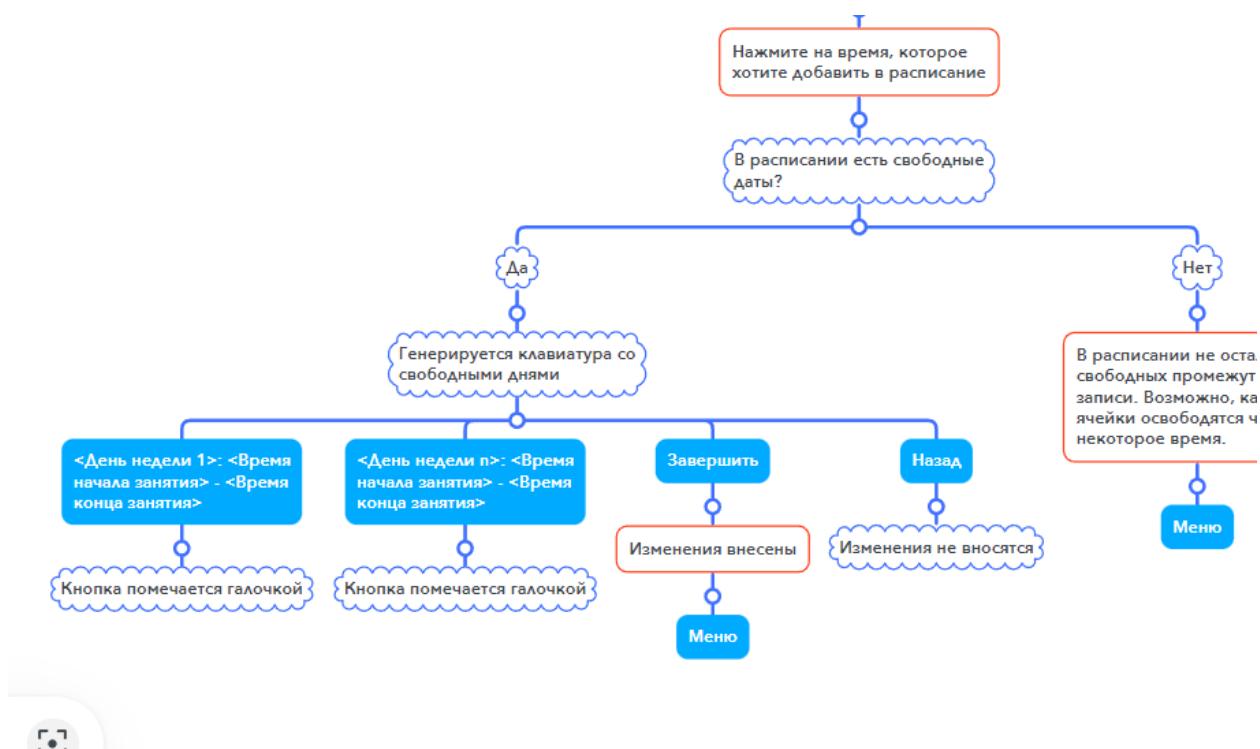 Нажмите на время, которое
хотите добавить в расписание
В расписании есть свободные
даты?
Да
Нет
Генерируется клавиатура со
свободными днями
В расписании не
свободных
записи. Возможно,
ячейки освободятся
некоторое время.
<День недели 1>: <Время
начала занятия> - <Время
конца занятия>
<День недели n>: <Время
начала занятия> - <Время
конца занятия>
Завершить
Назад
Меню
Изменения внесены
Изменения не вносятся
Кнопка помечается галочкой
Кнопка помечается галочкой
Меню